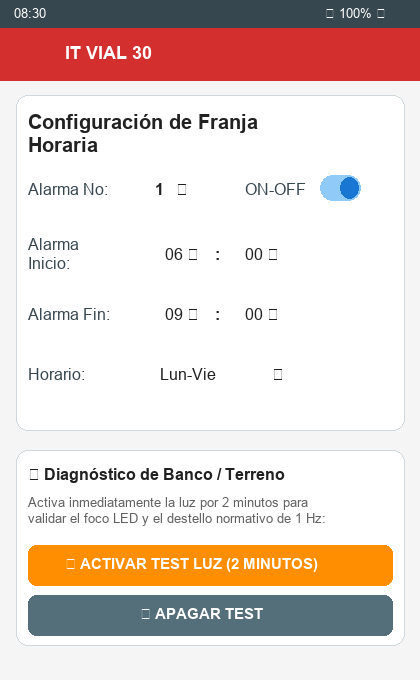 08:30 100%
IT VIAL 30
Configuración de Franja
Horaria
Alarma No: 1 ON-OFF
Alarma
Inicio: 06 : 00
Alarma Fin: 09 : 00
Horario: Lun-Vie
Diagnóstico de Banco / Terreno
Activa inmediatamente la luz por 2 minutos para
validar el foco LED y el destello normativo de 1 Hz:
ACTIVAR TEST LUZ (2 MINUTOS)
APAGAR TEST